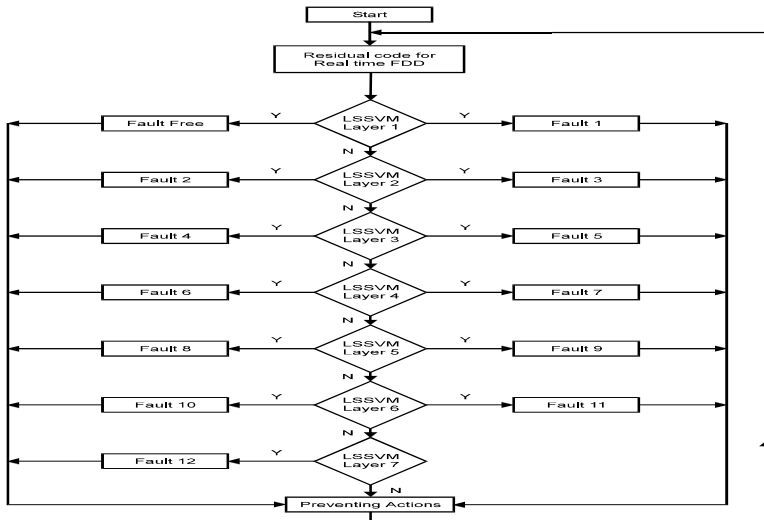 Start
Residual code for
Real time FDD
Fault Free
Y
LSSVM
Layer 1
Y
Fault 1
N
Fault 2
Y
LSSVM
Layer 2
Y
Fault 3
N
Fault 4
Y
LSSVM
Layer 3
Y
Fault 5
N
Fault 6
Y
LSSVM
Layer 4
Y
Fault 7
N
Fault 8
Y
LSSVM
Layer 5
Y
Fault 9
N
Fault 10
Y
LSSVM
Layer 6
Y
Fault 11
N
Fault 12
Y
LSSVM
Layer 7
N
Preventing Actions